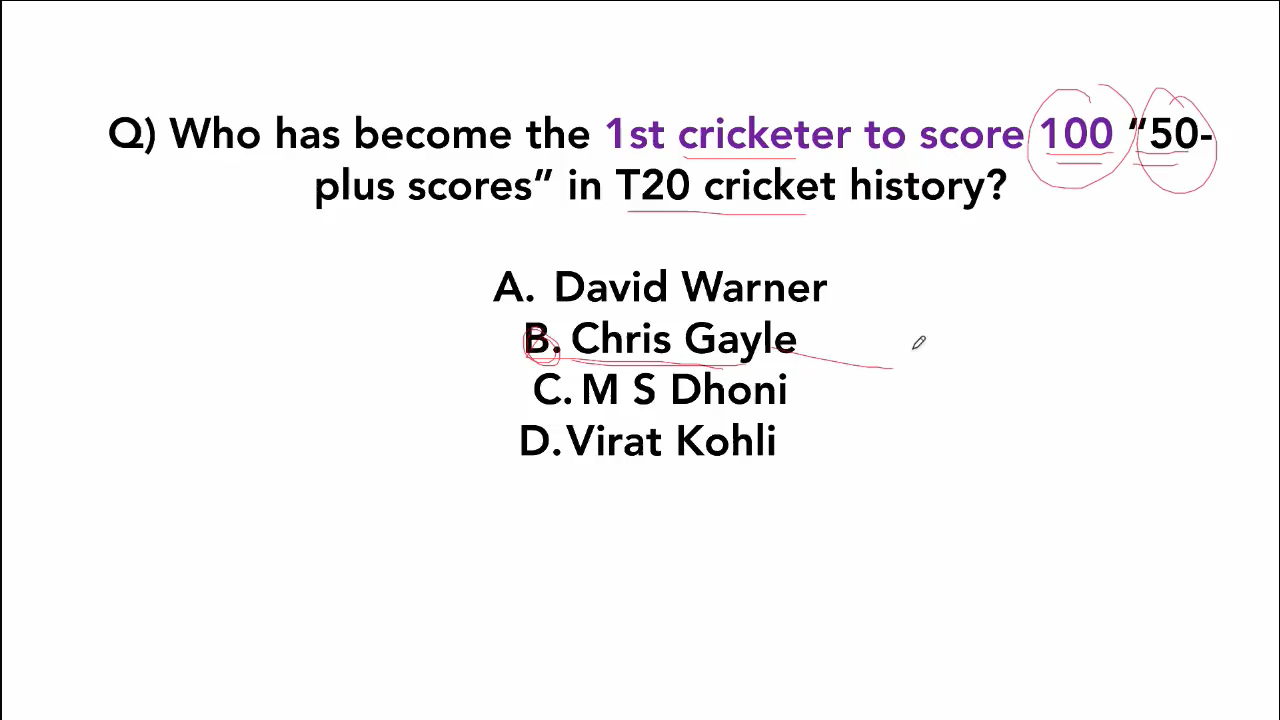 Q) Who has become the 1st cricketer to score 100 “50-
plus scores” in T20 cricket history?
A. David Warner
B. Chris Gayle
C. M S Dhoni
D. Virat Kohli